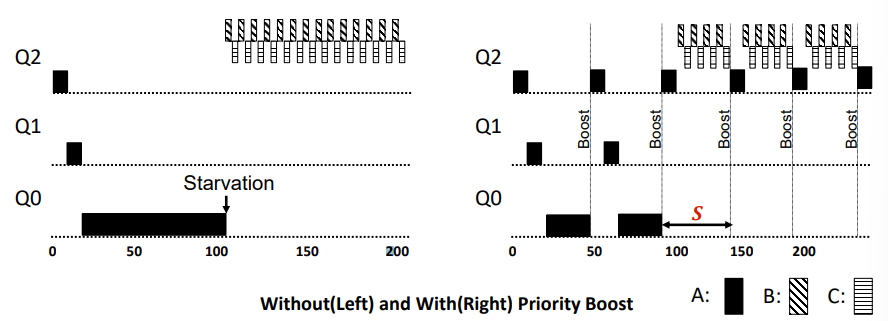 Q2
Q1
Q0
Starvation
0 50 100 150 200
Q2
Q1
Q0
Boost
Boost
Boost
Boost
Boost
S
0 50 100 150 200
Without(Left) and With(Right) Priority Boost
A: B: C: